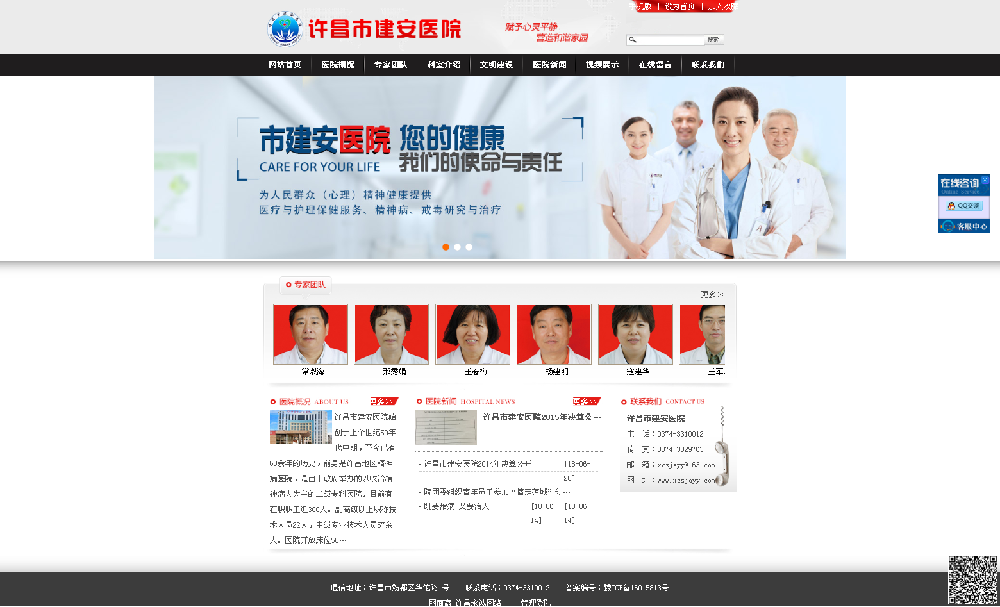 手机版 | 设为首页 | 加入收藏
许昌市建安医院
赋予心灵平静
营造和谐家园
搜索
网站首页 医院概况 专家团队 科室介绍 文明建设 医院新闻 视频展示 在线留言 联系我们
市建安医院 您的健康
我们的使命与责任
CARE FOR YOUR LIFE
为人民群众（心理）精神健康提供
医疗与护理保健服务、精神病、戒毒研究与治疗
在线咨询
Online Service
QQ交谈
客服中心
专家团队
更多>>
常双海 邢秀娟 王春梅 杨建明 寇建华 王军
医院概况 ABOUT US 更多>>
许昌市建安医院始
创于上个世纪50年
代中期，至今已有
60余年的历史，前身是许昌地区精神
病医院，是由市政府举办的以收治精
神病人为主的二级专科医院。目前有
在职职工近300人。副高级以上职称技
术人员22人，中级专业技术人员57余
人。医院开放床位50…
医院新闻 HOSPITAL NEWS 更多>>
许昌市建安医院2015年决算公…
· 许昌市建安医院2014年决算公开 [18-06-
20]
· 院团委组织青年员工参加“情定莲城”创…
· 既要治病 又要治人 [18-06- [18-06-
14] 14]
联系我们 CONTACT US
许昌市建安医院
电 话：0374-3310012
传 真：0374-3329763
邮 箱：xcsjayy@163.com
网 址：www.xcsjayy.com
通信地址：许昌市魏都区华佗路1号 联系电话：0374-3310012 备案编号：豫ICP备16015813号
网商赢 许昌永诚网络 管理登陆